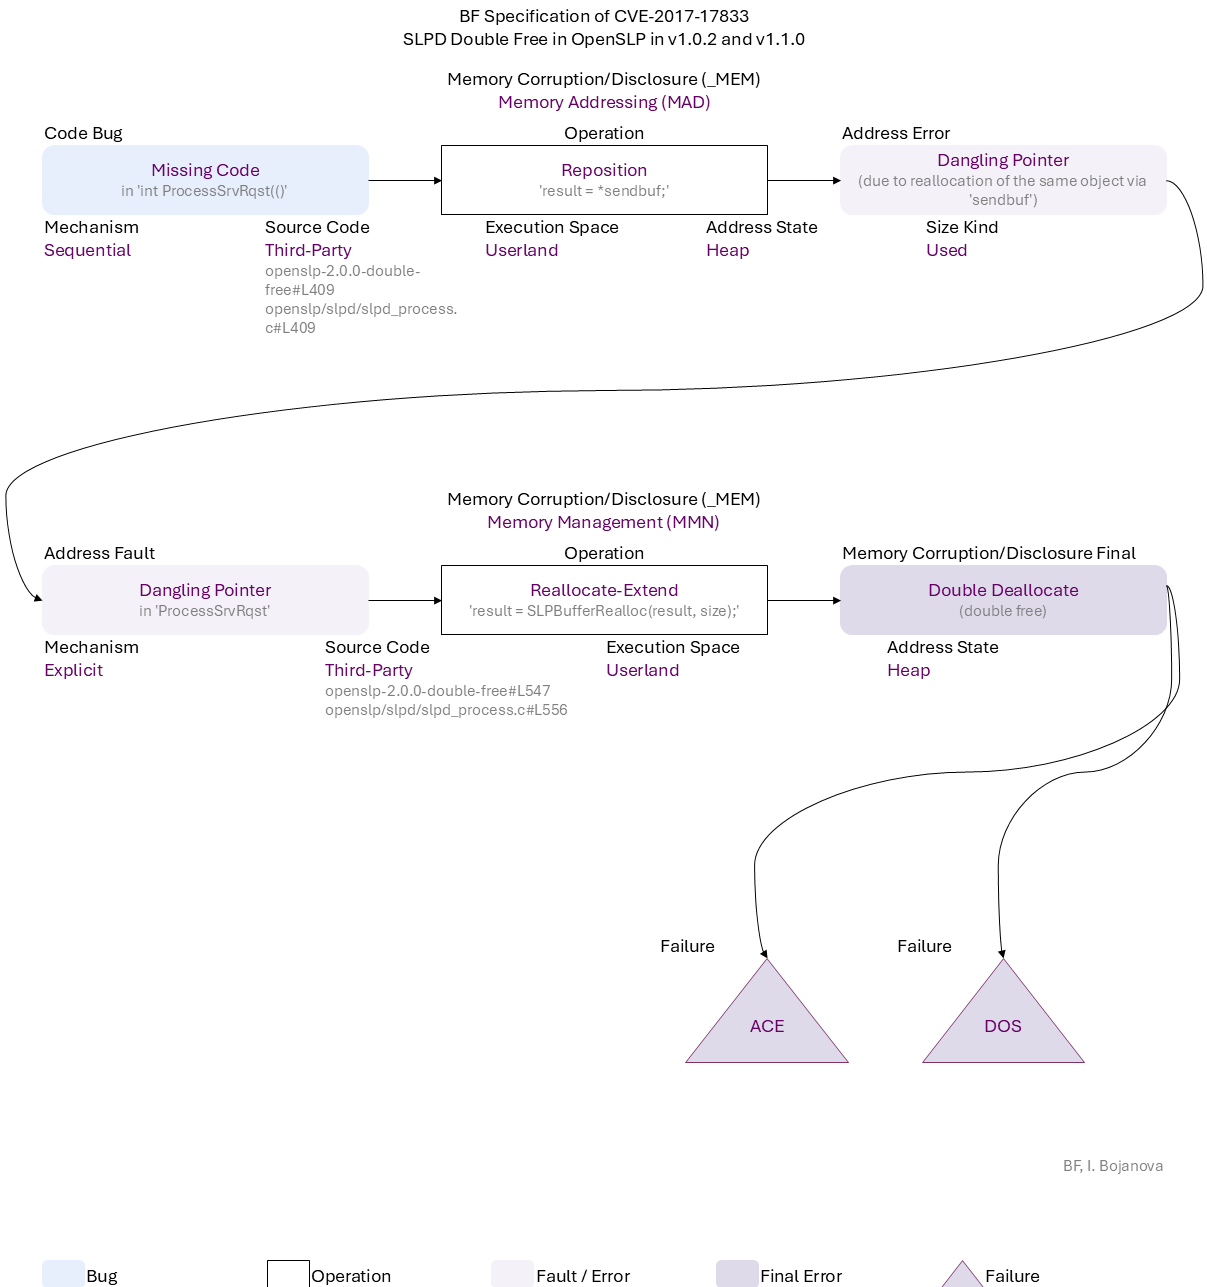 BF Specification of CVE-2017-17833
SLPD Double Free in OpenSLP in v1.0.2 and v1.1.0
Memory Corruption/Disclosure (_MEM)
Memory Addressing (MAD)
Code Bug
Operation
Address Error
Missing Code
in 'int ProcessSrvRqst(()'
Reposition
'result = *sendbuf;'
Dangling Pointer
(due to reallocation of the same object via
'sendbuf')
Mechanism
Sequential
Source Code
Third-Party
openslp-2.0.0-double-
free#L409
openslp/slpd/slpd_process.
c#L409
Execution Space
Userland
Address State
Heap
Size Kind
Used
Memory Corruption/Disclosure (_MEM)
Memory Management (MMN)
Address Fault
Operation
Memory Corruption/Disclosure Final
Dangling Pointer
in 'ProcessSrvRqst'
Reallocate-Extend
'result = SLPBufferRealloc(result, size);'
Double Deallocate
(double free)
Mechanism
Explicit
Source Code
Third-Party
openslp-2.0.0-double-free#L547
openslp/slpd/slpd_process.c#L556
Execution Space
Userland
Address State
Heap
Failure
Failure
ACE
DOS
BF, I. Bojanova
Bug
Operation
Fault / Error
Final Error
Failure